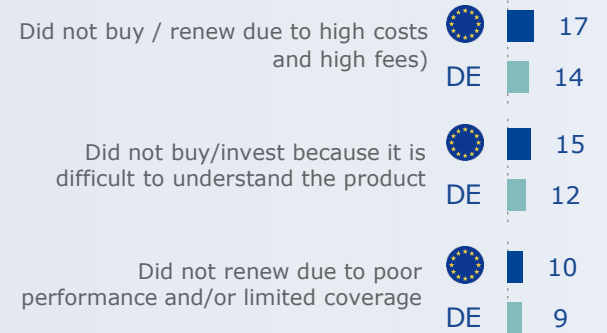 Did not buy / renew due to high costs
and high fees)
17
DE 14
Did not buy/invest because it is
difficult to understand the product
15
DE 12
Did not renew due to poor
performance and/or limited coverage
10
DE 9